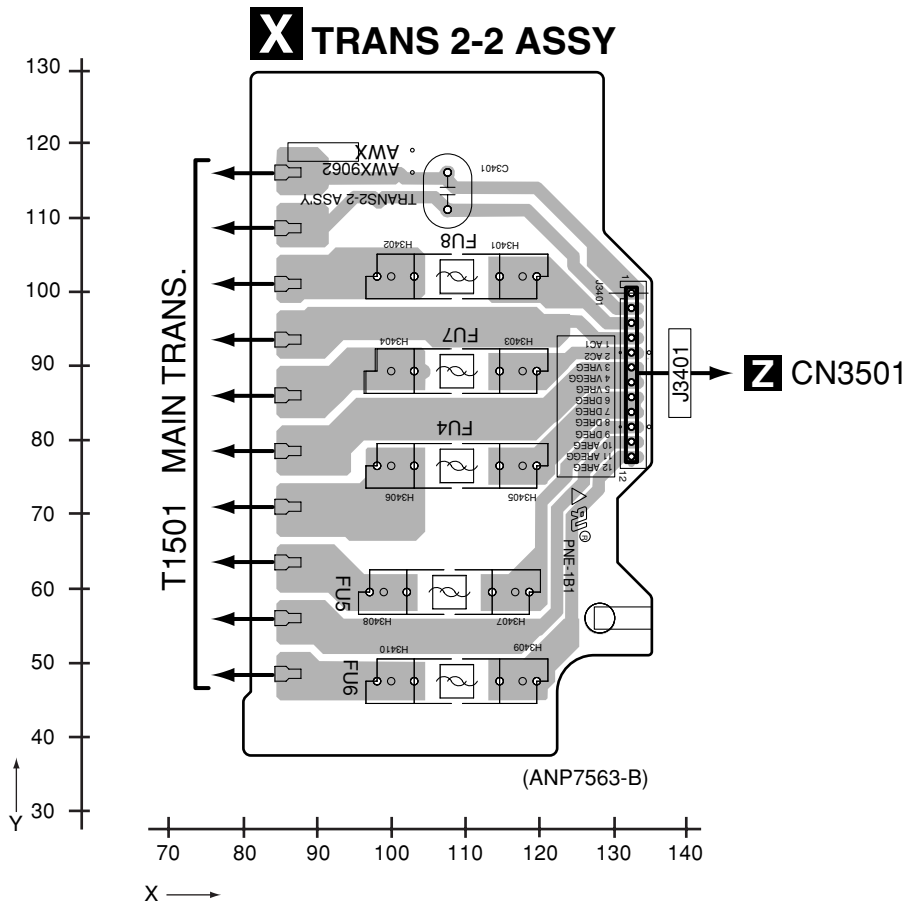 X TRANS 2-2 ASSY
130
120
110
100
90
80
70
60
50
40
30
Y
T1501 MAIN TRANS.
AWX
AWX9062
TRANS2-2 ASS'Y
C3401
H3402
FU8
H3401
J3401
1
H3404
FU7
H3403
1 AC1
2 AC2
3 VREG
4 VREGG
5 VREG
6 DREG
7 DREG
8 DREG
9 DREG
10 AREG
11 AREGG
12 AREG
12
J3401
Z CN3501
FU4
H3406
H3405
R
PNE-1B1
FU5
H3408
H3407
H3410
H3409
FU6
(ANP7563-B)
70 80 90 100 110 120 130 140
X